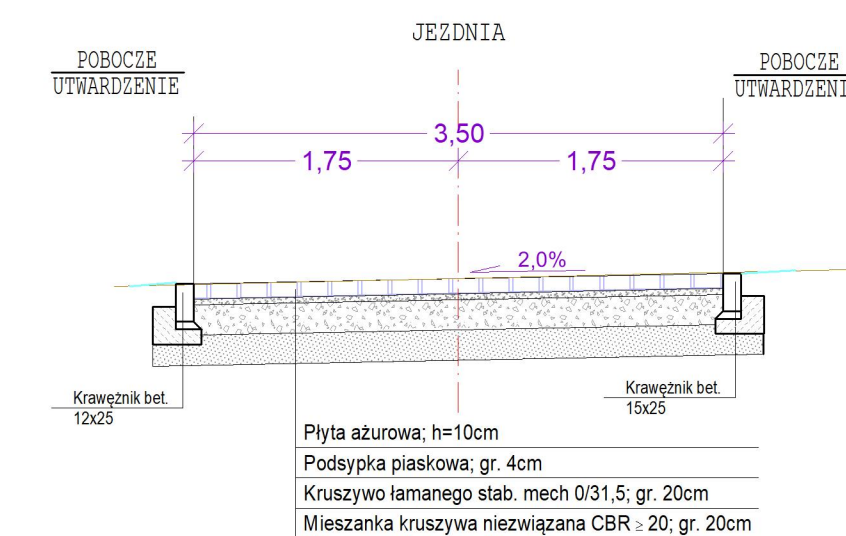 JEZDNIA
POBOCZE
UTWARDZENIE
POBOCZE
UTWARDZENI
3,50
1,75
1,75
2,0%
Krawężnik bet.
12x25
Krawężnik bet.
15x25
Płyta ażurowa; h=10cm
Podsypka piaskowa; gr. 4cm
Kruszywo łamanego stab. mech 0/31,5; gr. 20cm
Mieszanka kruszywa niezwiązana CBR ≥ 20; gr. 20cm